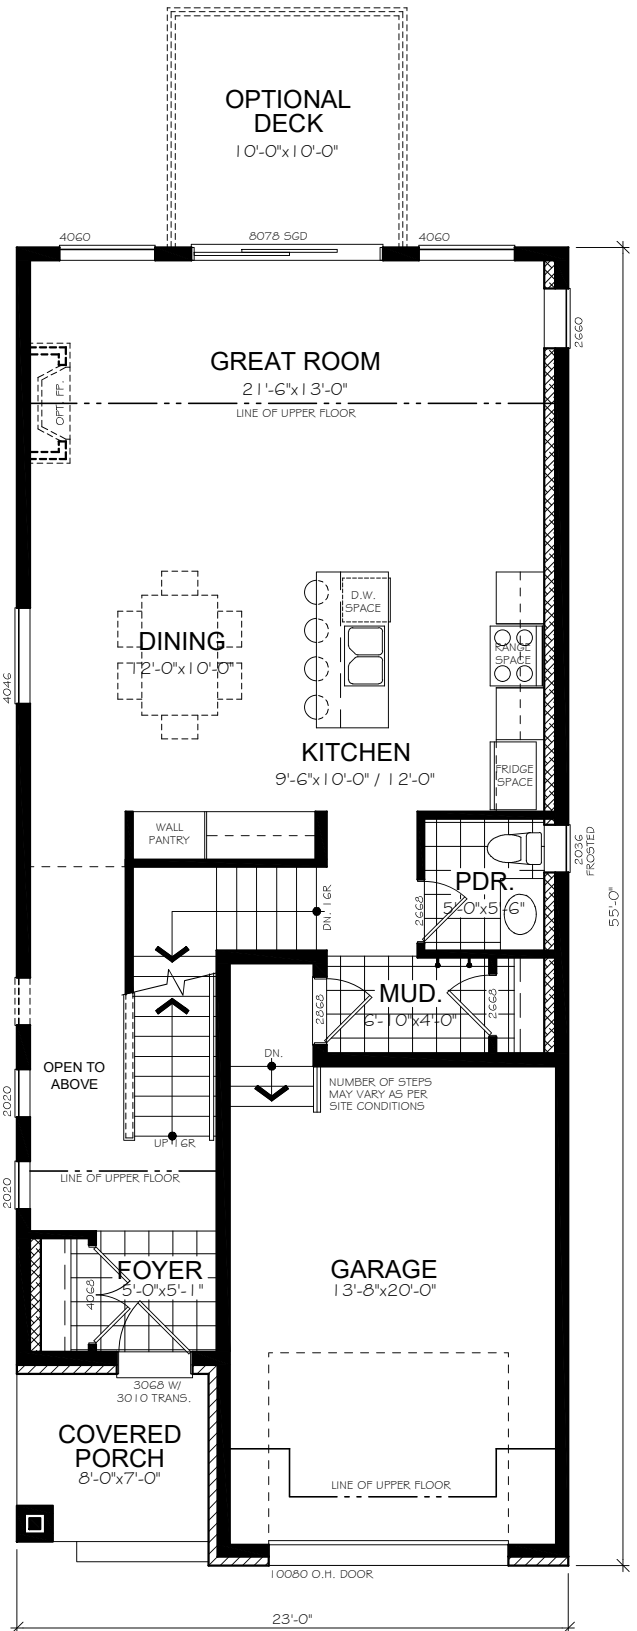 OPTIONAL
DECK
10'-0"x10'-0"
4060
8078 SGD
4060
2660
GREAT ROOM
21'-6"x13'-0"
OPT. FP.
LINE OF UPPER FLOOR
D.W.
SPACE
DINING
12'-0"x10'-0"
RANGE
SPACE
4046
KITCHEN
9'-6"x10'-0" / 12'-0"
FRIDGE
SPACE
WALL
PANTRY
2036
FROSTED
PDR.
5'-0"x5'-6"
2668
DN. 16R
55'-0"
MUD.
6'-10"x4'-0"
2868
2668
DN.
OPEN TO
ABOVE
NUMBER OF STEPS
MAY VARY AS PER
SITE CONDITIONS
2020
UP 16R
LINE OF UPPER FLOOR
2020
FOYER
5'-0"x5'-1"
4068
GARAGE
13'-8"x20'-0"
3068 W/
3010 TRANS.
COVERED
PORCH
8'-0"x7'-0"
LINE OF UPPER FLOOR
10080 O.H. DOOR
23'-0"